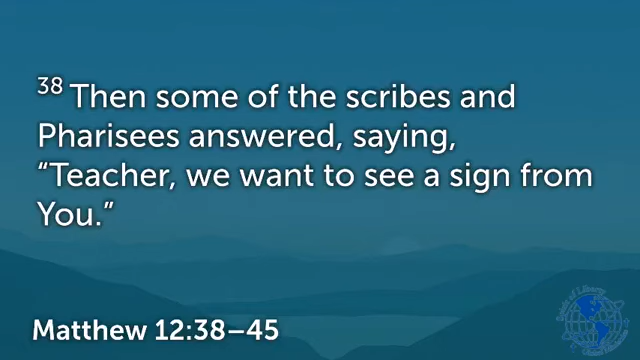 38 Then some of the scribes and
Pharisees answered, saying,
“Teacher, we want to see a sign from
You.”
Matthew 12:38–45